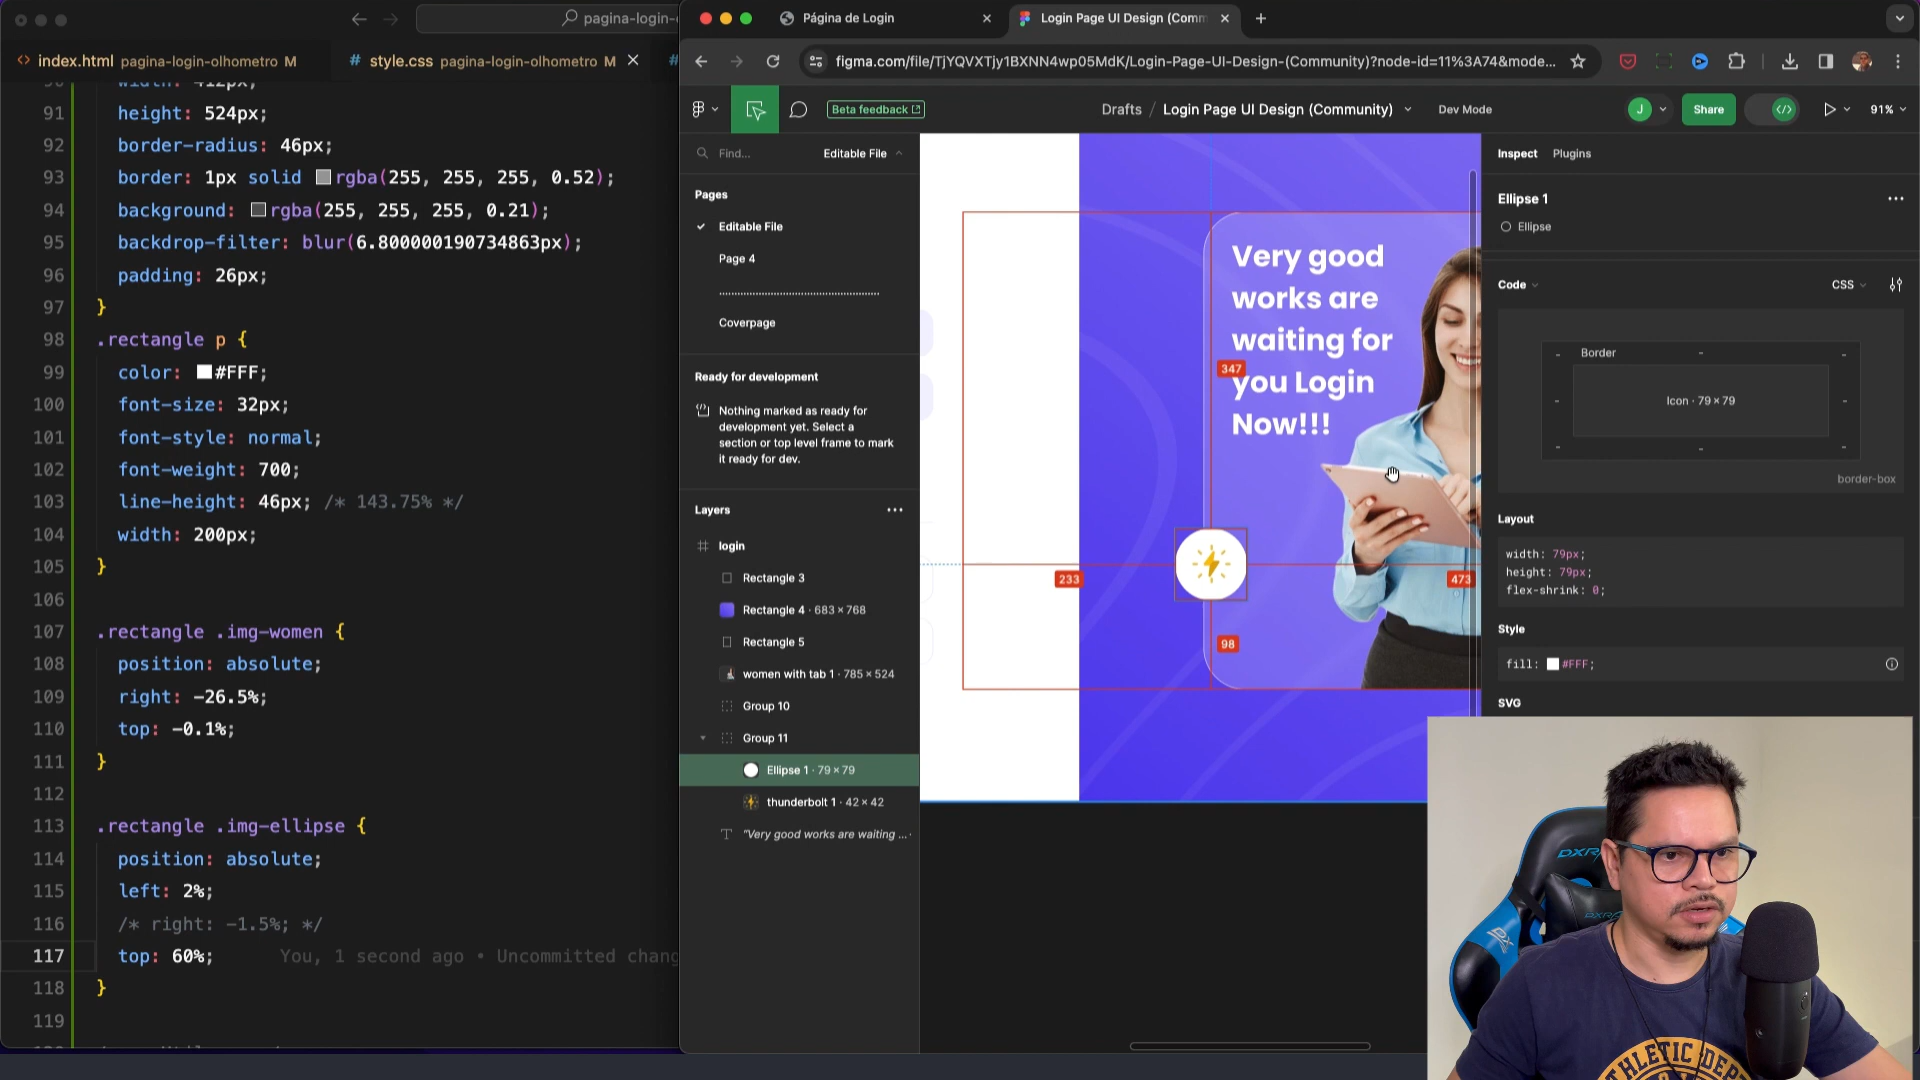 pagina-login-
index.html pagina-login-olhometro M
# style.css pagina-login-olhometro M
#
91 height: 524px;
92 border-radius: 46px;
93 border: 1px solid rgba(255, 255, 255, 0.52);
94 background: rgba(255, 255, 255, 0.21);
95 backdrop-filter: blur(6.800000190734863px);
96 padding: 26px;
97 }
98 .rectangle p {
99 color: #FFF;
100 font-size: 32px;
101 font-style: normal;
102 font-weight: 700;
103 line-height: 46px; /* 143.75% */
104 width: 200px;
105 }
106
107 .rectangle .img-women {
108 position: absolute;
109 right: -26.5%;
110 top: -0.1%;
111 }
112
113 .rectangle .img-ellipse {
114 position: absolute;
115 left: 2%;
116 /* right: -1.5%; */
117 top: 60%; You, 1 second ago • Uncommitted chang
118 }
119
Página de Login
Login Page UI Design (Comm
figma.com/file/TjYQVXTjy1BXNN4wp05MdK/Login-Page-UI-Design-(Community)?node-id=11%3A74&mode...
Beta feedback
Drafts / Login Page UI Design (Community)
Dev Mode
J
Share
</>
91%
Find...
Editable File
Pages
Editable File
Page 4
Coverpage
Ready for development
Nothing marked as ready for
development yet. Select a
section or top level frame to mark
it ready for dev.
Layers
login
Rectangle 3
Rectangle 4 · 683 × 768
Rectangle 5
women with tab 1 · 785 × 524
Group 10
Group 11
Ellipse 1 · 79 × 79
thunderbolt 1 · 42 × 42
T "Very good works are waiting ...
Very good
works are
waiting for
you Login
Now!!!
347
233
473
98
Inspect
Plugins
Ellipse 1
Ellipse
Code
CSS
Border
Icon · 79 × 79
border-box
Layout
width: 79px;
height: 79px;
flex-shrink: 0;
Style
fill: #FFF;
SVG
DXR
DX
ATHLETIC DEP